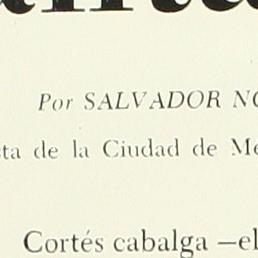 Por SALVADOR NO
ta de la Ciudad de Me
Cortés cabalga —el